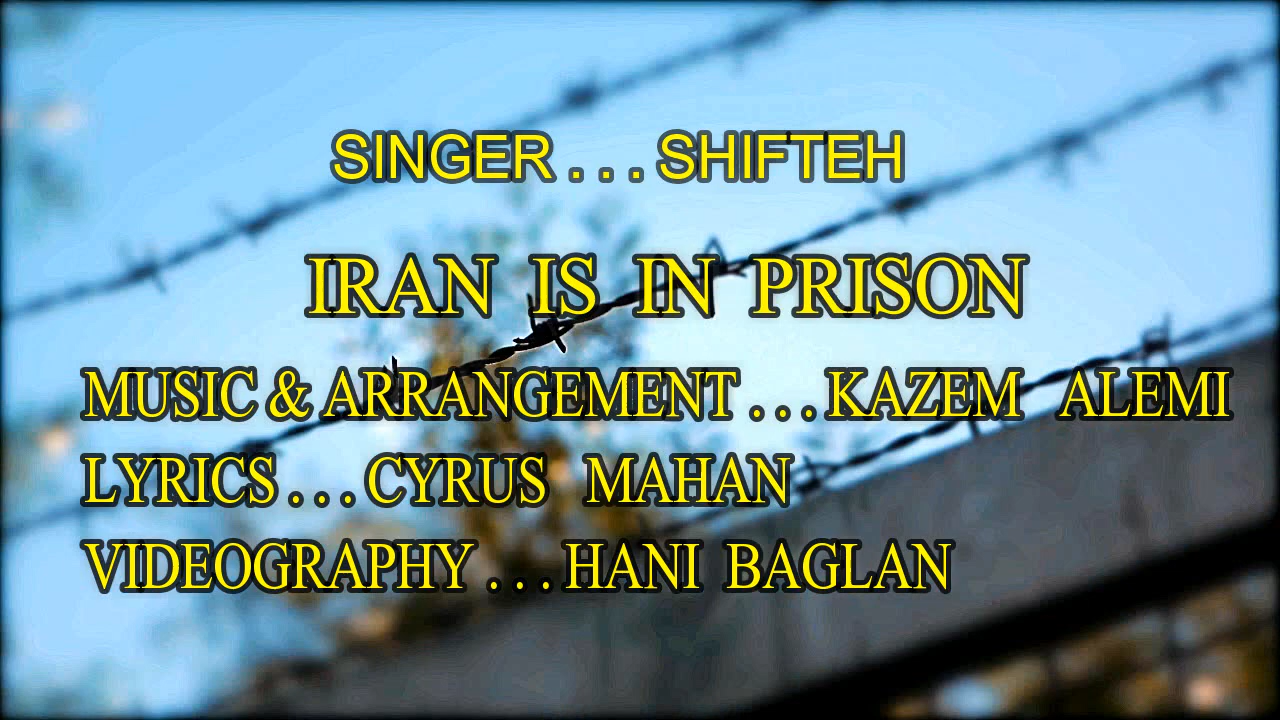 SINGER . . . SHIFTEH
IRAN IS IN PRISON
MUSIC & ARRANGEMENT . . . KAZEM ALEMI
LYRICS . . . CYRUS MAHAN
VIDEOGRAPHY . . . HANI BAGLAN